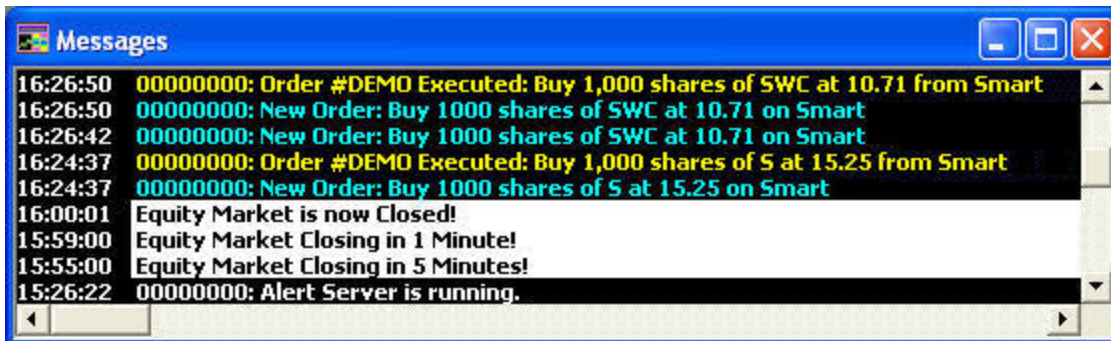 Messages
16:26:50 00000000: Order #DEMO Executed: Buy 1,000 shares of SWC at 10.71 from Smart
16:26:50 00000000: New Order: Buy 1000 shares of SWC at 10.71 on Smart
16:26:42 00000000: New Order: Buy 1000 shares of SWC at 10.71 on Smart
16:24:37 00000000: Order #DEMO Executed: Buy 1,000 shares of S at 15.25 from Smart
16:24:37 00000000: New Order: Buy 1000 shares of S at 15.25 on Smart
16:00:01 Equity Market is now Closed!
15:59:00 Equity Market Closing in 1 Minute!
15:55:00 Equity Market Closing in 5 Minutes!
15:26:22 00000000: Alert Server is running.